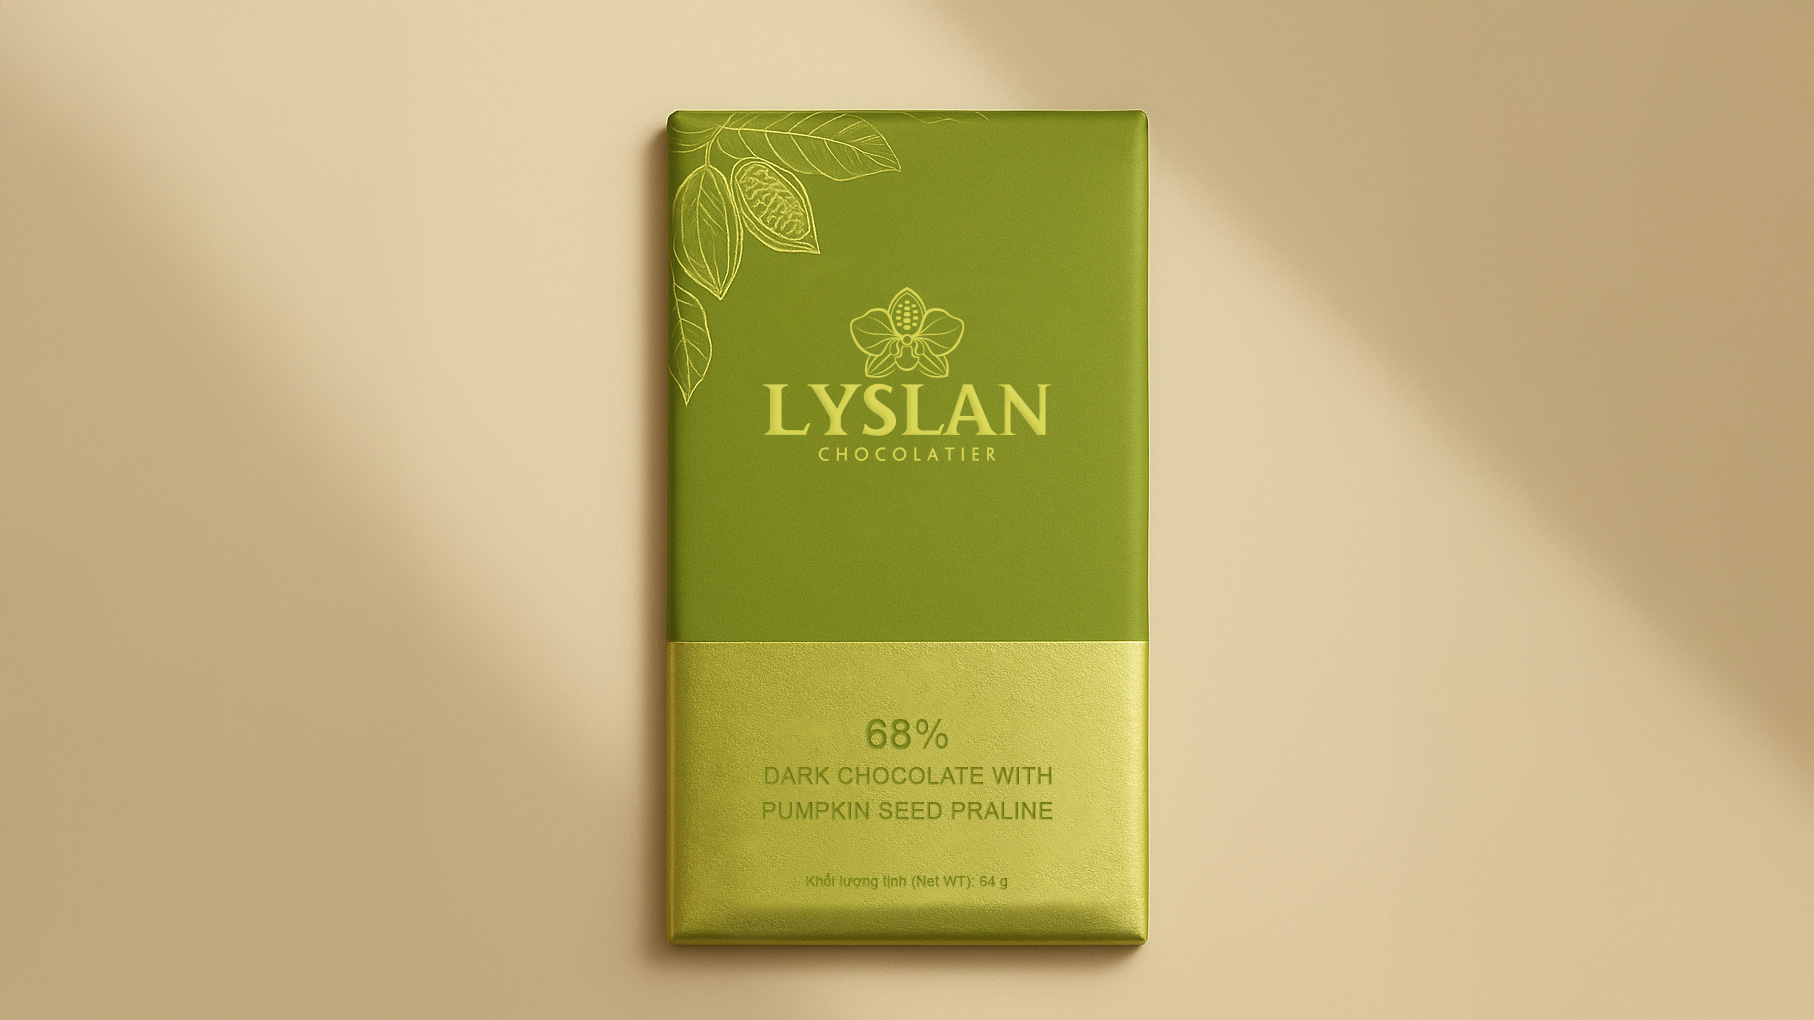 LYSLAN
CHOCOLATIER
68%
DARK CHOCOLATE WITH
PUMPKIN SEED PRALINE
Khối lượng tịnh (Net WT): 64 g